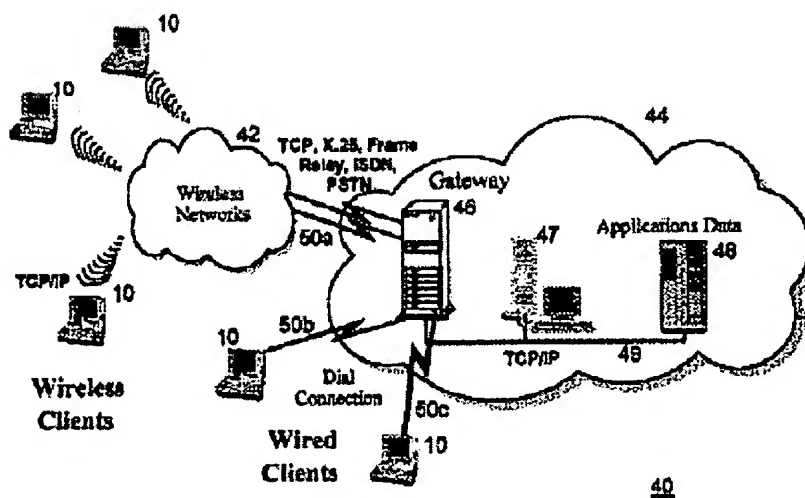 10
10
42
TCP, X.25, Frame
Relay, ISDN,
PSTN
44
Gateway
Wireless
Networks
46
50a
47
Applications Data
48
TCP/IP
10
10
50b
TCP/IP
49
Wireless
Clients
Dial
Connection
50c
Wired
Clients
10
40